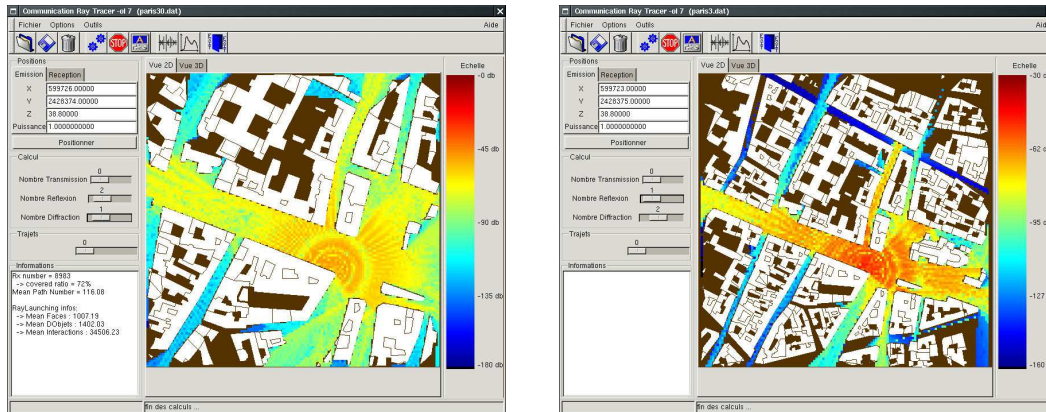 Communication Ray Tracer -ol 7 (paris30.dat)
Fichier Options Outils Aide
STOP
Positions
Emission Reception
X 599726.00000
Y 2428374.00000
Z 38.80000
Puissance 1.0000000000
Positionner
Calcul
0
Nombre Transmission
2
Nombre Reflexion
1
Nombre Diffraction
Trajets
0
Informations
Rx number = 8983
-> covered ratio = 72%
Mean Path Number = 116.08
RayLaunching infos:
-> Mean Faces : 1007.19
-> Mean DObjets : 1402.03
-> Mean Interactions : 34506.23
Vue 2D Vue 3D
Echelle
-0 db
-45 db
-90 db
-135 db
-180 db
fin des calculs ...
Communication Ray Tracer -ol 7 (paris3.dat)
Fichier Options Outils Aid
STOP
Positions
Emission Reception
X 599723.00000
Y 2428375.00000
Z 38.80000
Puissance 1.0000000000
Positionner
Calcul
0
Nombre Transmission
1
Nombre Reflexion
2
Nombre Diffraction
Trajets
0
Informations
Vue 2D Vue 3D
Echelle
-30 d
-62 d
-95 d
-127
-160
fin des calculs ...